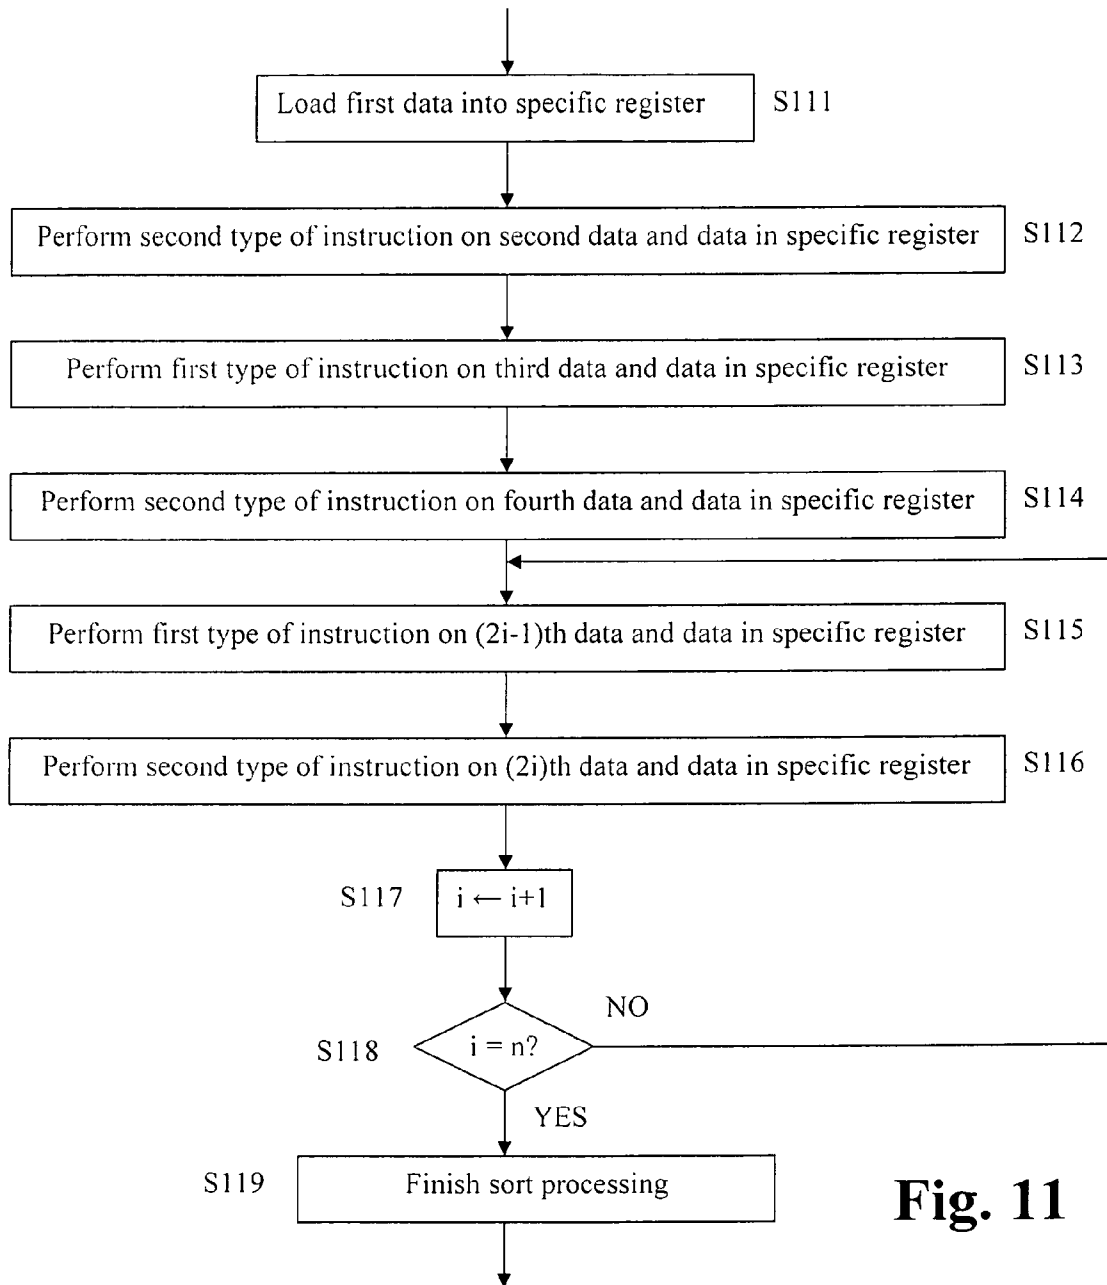 Load first data into specific register S111
Perform second type of instruction on second data and data in specific register S112
Perform first type of instruction on third data and data in specific register S113
Perform second type of instruction on fourth data and data in specific register S114
Perform first type of instruction on (2i-1)th data and data in specific register S115
Perform second type of instruction on (2i)th data and data in specific register S116
S117 i ← i+1
NO
S118 i = n?
YES
S119 Finish sort processing
Fig. 11